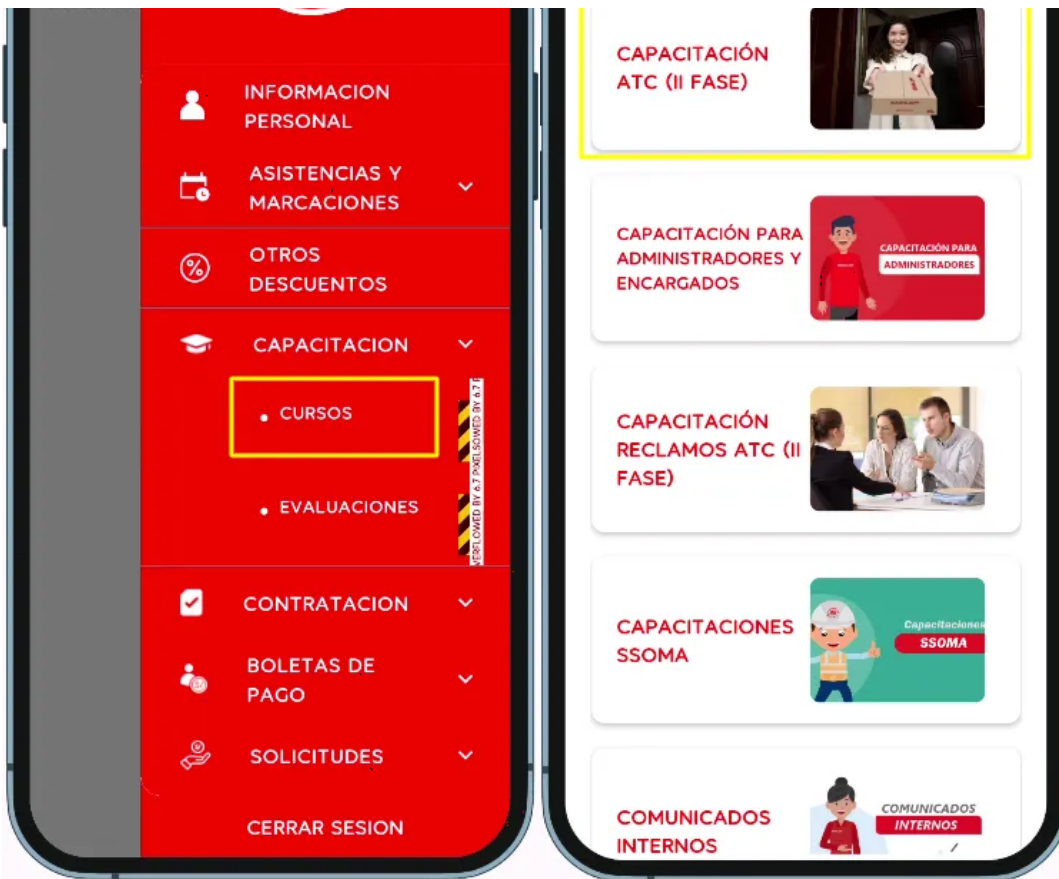 INFORMACION
PERSONAL
ASISTENCIAS Y
MARCACIONES
OTROS
DESCUENTOS
CAPACITACION
CURSOS
EVALUACIONES
CONTRATACION
BOLETAS DE
PAGO
SOLICITUDES
CERRAR SESION
CAPACITACIÓN
ATC (II FASE)
CAPACITACIÓN PARA
ADMINISTRADORES Y
ENCARGADOS
CAPACITACIÓN PARA
ADMINISTRADORES
CAPACITACIÓN
RECLAMOS ATC (II
FASE)
CAPACITACIONES
SSOMA
Capacitaciones
SSOMA
COMUNICADOS
INTERNOS
COMUNICADOS
INTERNOS